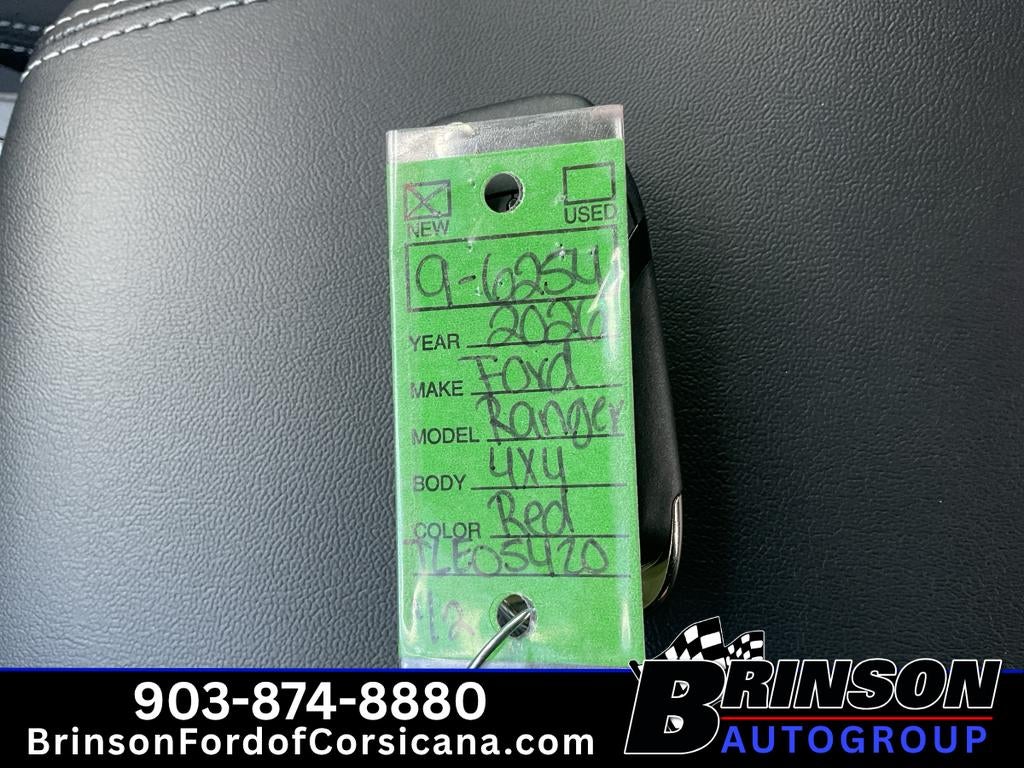 NEW USED
9-6254
YEAR 2026
MAKE Ford
MODEL Ranger
BODY 4X4
COLOR Red
TLE05420
903-874-8880
BrinsonFordofCorsicana.com
BRINSON
AUTOGROUP